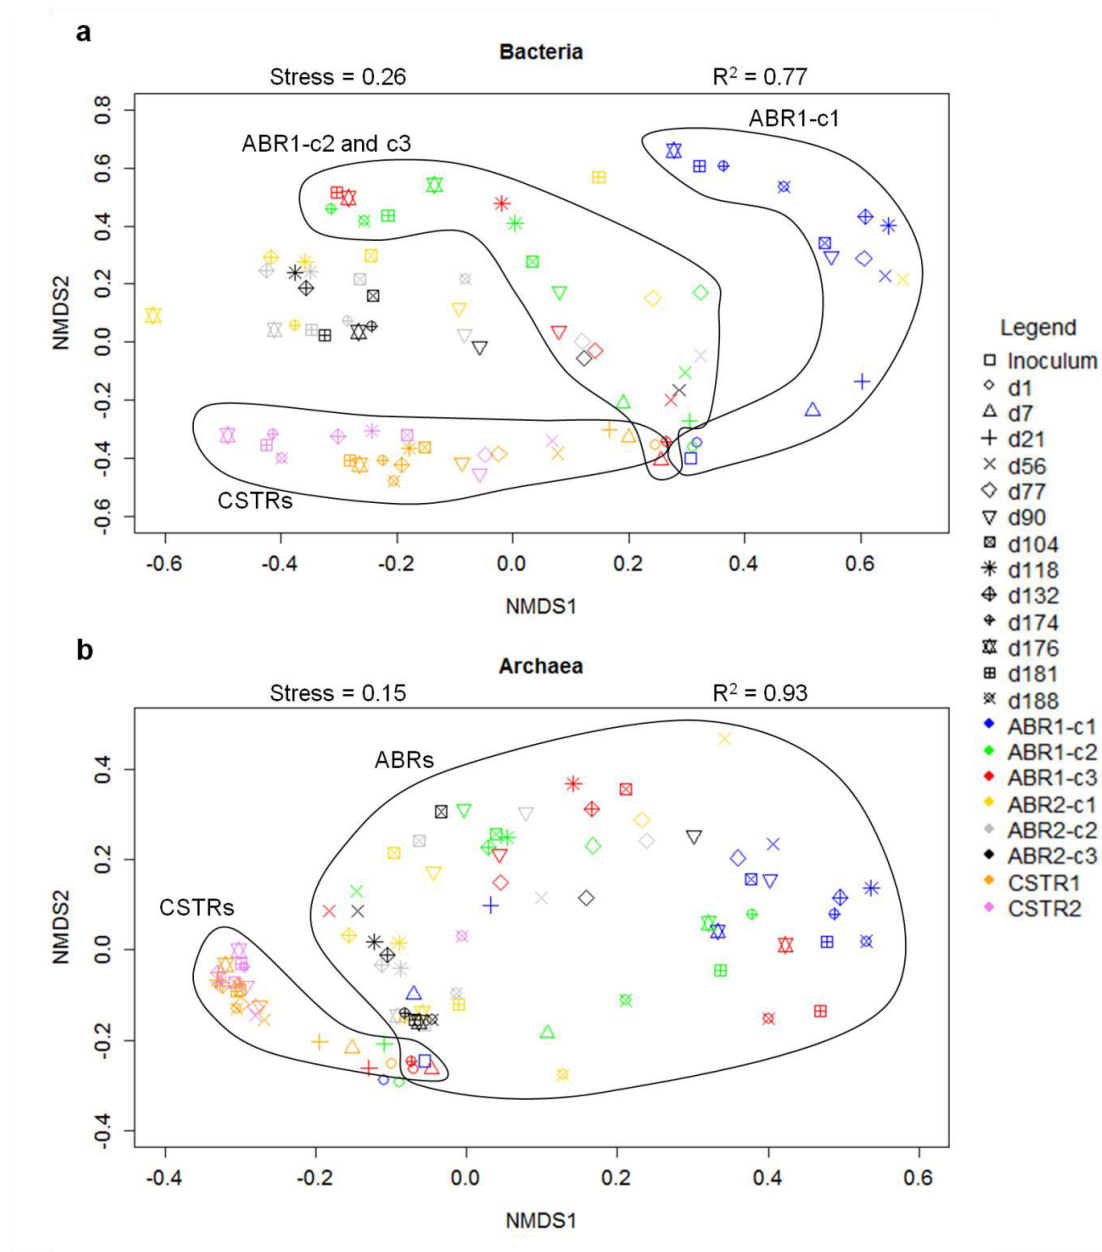 a
Bacteria
Stress = 0.26
R² = 0.77
ABR1-c1
ABR1-c2 and c3
CSTRs
NMDS2
0.8
0.6
0.4
0.2
0.0
-0.2
-0.4
-0.6
-0.6 -0.4 -0.2 0.0 0.2 0.4 0.6
NMDS1
b
Archaea
Stress = 0.15
R² = 0.93
ABRs
CSTRs
NMDS2
0.4
0.2
0.0
-0.2
-0.4
-0.4 -0.2 0.0 0.2 0.4 0.6
NMDS1
Legend
Inoculum
d1
d7
d21
d56
d77
d90
d104
d118
d132
d174
d176
d181
d188
ABR1-c1
ABR1-c2
ABR1-c3
ABR2-c1
ABR2-c2
ABR2-c3
CSTR1
CSTR2